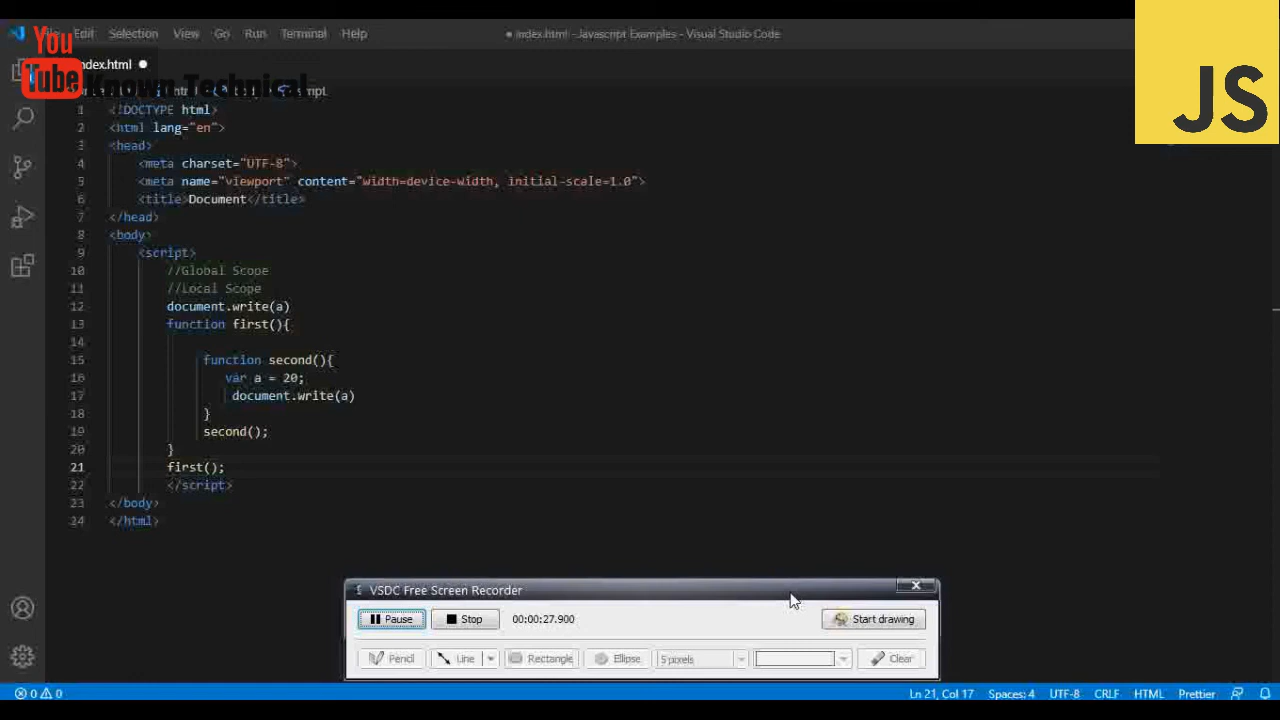 You
Tube
Known Technical
JS
Edit Selection View Go Run Terminal Help
● index.html - Javascript Examples - Visual Studio Code
index.html ●
1 <!DOCTYPE html>
2 <html lang="en">
3 <head>
4 <meta charset="UTF-8">
5 <meta name="viewport" content="width=device-width, initial-scale=1.0">
6 <title>Document</title>
7 </head>
8 <body>
9 <script>
10 //Global Scope
11 //Local Scope
12 document.write(a)
13 function first(){
14
15 function second(){
16 var a = 20;
17 document.write(a)
18 }
19 second();
20 }
21 first();
22 </script>
23 </body>
24 </html>
VSDC Free Screen Recorder
Pause Stop 00:00:27.900 Start drawing
Pencil Line Rectangle Ellipse 5 pixels Clear
0 0 Ln 21, Col 17 Spaces: 4 UTF-8 CRLF HTML Prettier